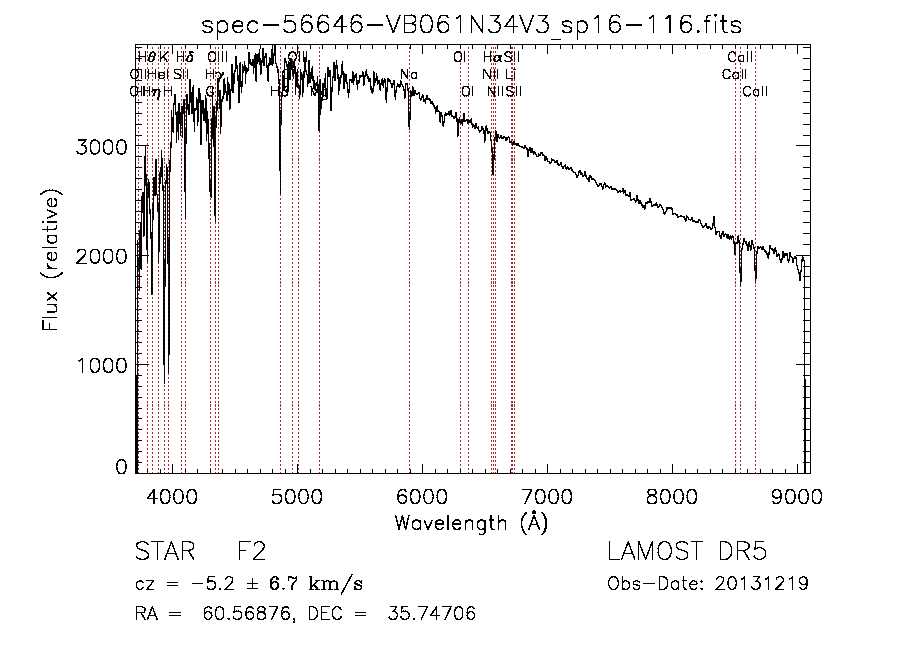 spec-56646-VB061N34V3_sp16-116.fits
Hθ K Hδ OIII Na OI Hα SII CaII
OII HeI SII Hγ NII Li CaII
Hη H OI NII SII CaII
3000
2000
1000
0
Flux (relative)
4000 5000 6000 7000 8000 9000
Wavelength (Å)
STAR F2 LAMOST DR5
cz = −5.2 ± 6.7 km/s Obs-Date: 20131219
RA = 60.56876, DEC = 35.74706